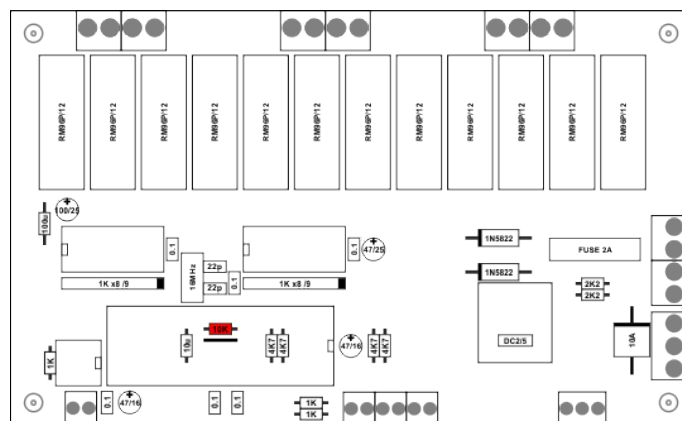 RM96P/12
RM96P/12
RM96P/12
RM96P/12
RM96P/12
RM96P/12
RM96P/12
RM96P/12
RM96P/12
RM96P/12
RM96P/12
RM96P/12
100u
100/25
0.1
0.1
47/25
1N5822
FUSE 2A
16MHz
22p
22p
0.1
1K x8 /9
1K x8 /9
1N5822
2K2
2K2
1K
10u
10K
4K7
4K7
47/16
4K7
4K7
DC2/5
10A
0.1
47/16
0.1
0.1
1K
1K